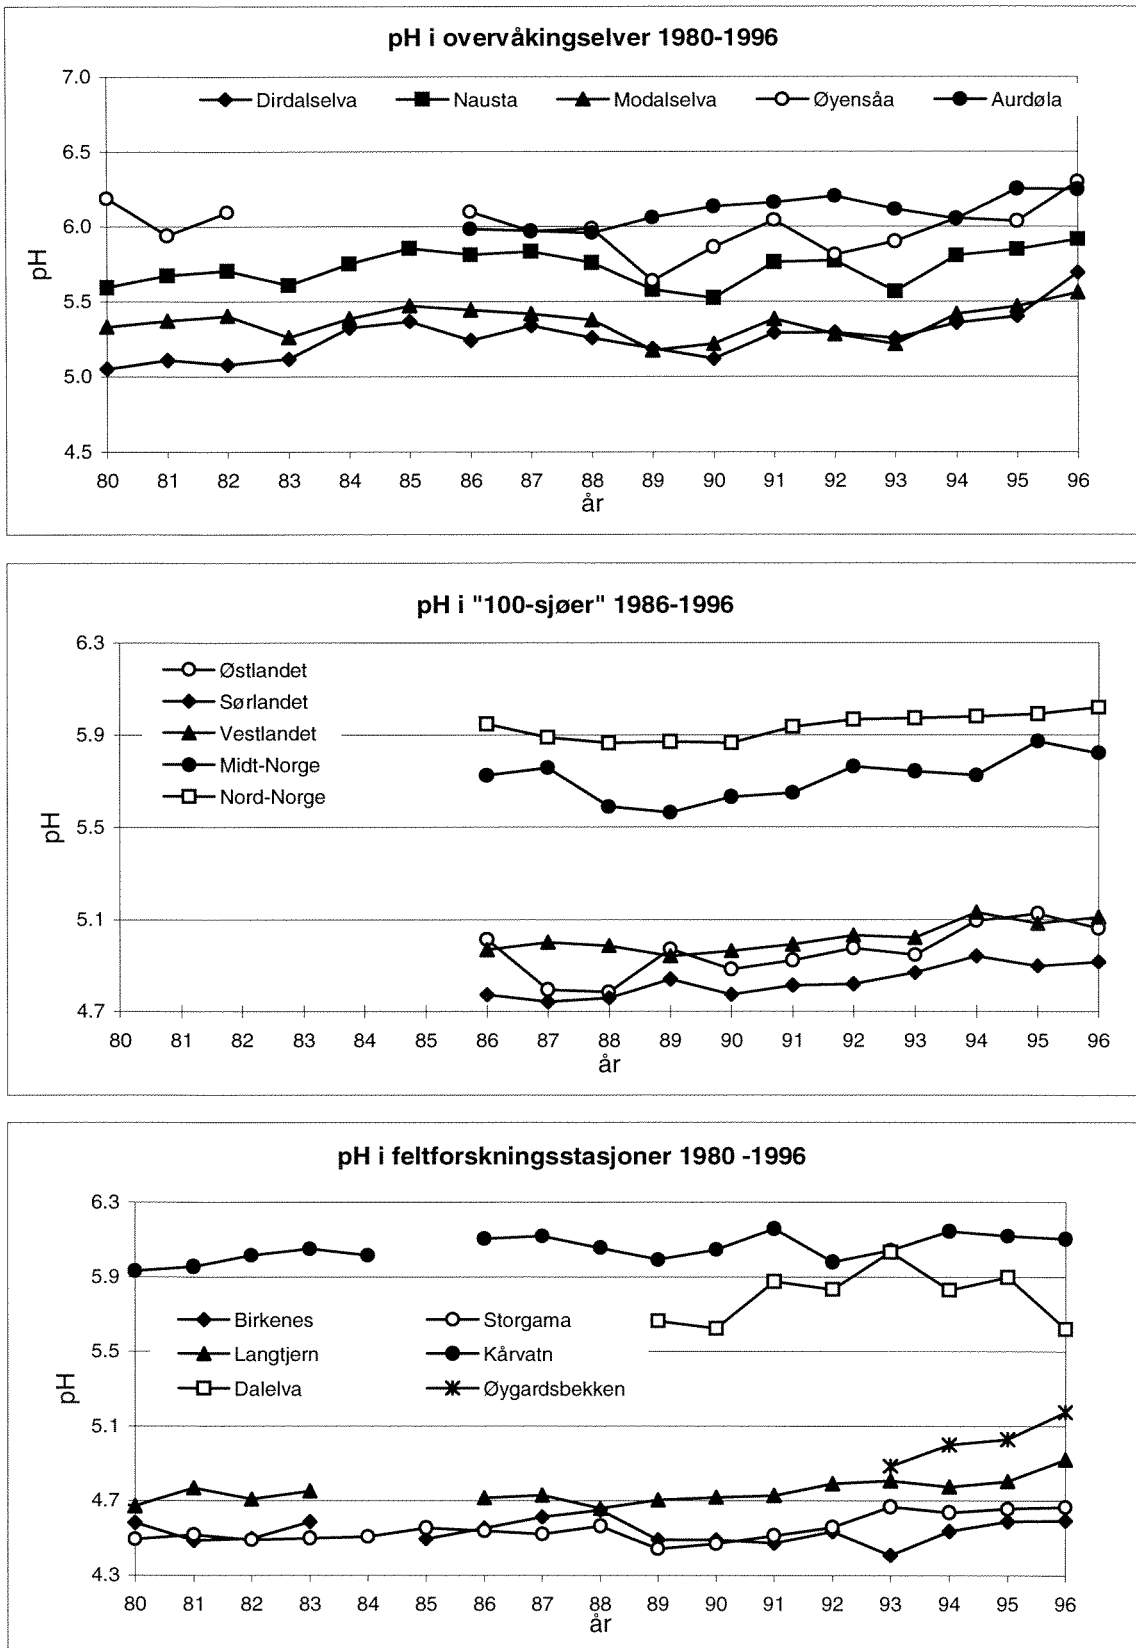 pH i overvåkingselver 1980-1996
7.0
Dirdalselva Nausta Modalselva Øyensåa Aurdøla
6.5
6.0
pH
5.5
5.0
4.5
80 81 82 83 84 85 86 87 88 89 90 91 92 93 94 95 96
år
pH i "100-sjøer" 1986-1996
6.3
Østlandet
Sørlandet
Vestlandet
5.9
Midt-Norge
Nord-Norge
pH
5.5
5.1
4.7
80 81 82 83 84 85 86 87 88 89 90 91 92 93 94 95 96
år
pH i feltforskningsstasjoner 1980 -1996
6.3
5.9
Birkenes Storgama
Langtjern Kårvatn
5.5
Dalelva Øygardsbekken
pH
5.1
4.7
4.3
80 81 82 83 84 85 86 87 88 89 90 91 92 93 94 95 96
år